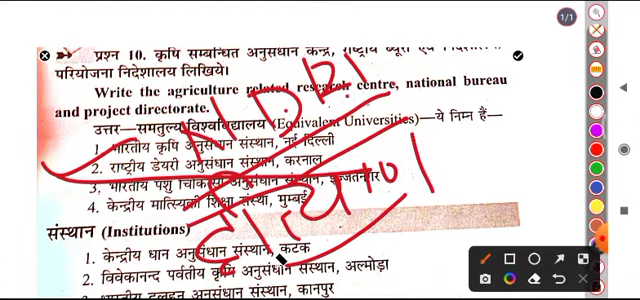 1/1
प्रश्न 10. कृषि सम्बन्धित अनुसंधान केन्द्र, राष्ट्रीय ब्यूरो एवं
परियोजना निदेशालय लिखिये।
Write the agriculture related research centre, national bureau
and project directorate.
उत्तर—समतुल्य विश्वविद्यालय (Equivalent Universities)—ये निम्न हैं—
1. भारतीय कृषि अनुसंधान संस्थान, नई दिल्ली
2. राष्ट्रीय डेयरी अनुसंधान संस्थान, करनाल
3. भारतीय पशु चिकित्सा अनुसंधान संस्थान,
4. केन्द्रीय मात्स्यिकी शिक्षा संस्था, मुम्बई
N.D.R.I
संस्थान (Institutions)
1. केन्द्रीय धान अनुसंधान संस्थान, कटक
2. विवेकानन्द पर्वतीय कृषि अनुसंधान संस्थान, अल्मोड़ा
3. भारतीय दलहन अनुसंधान संस्थान, कानपुर